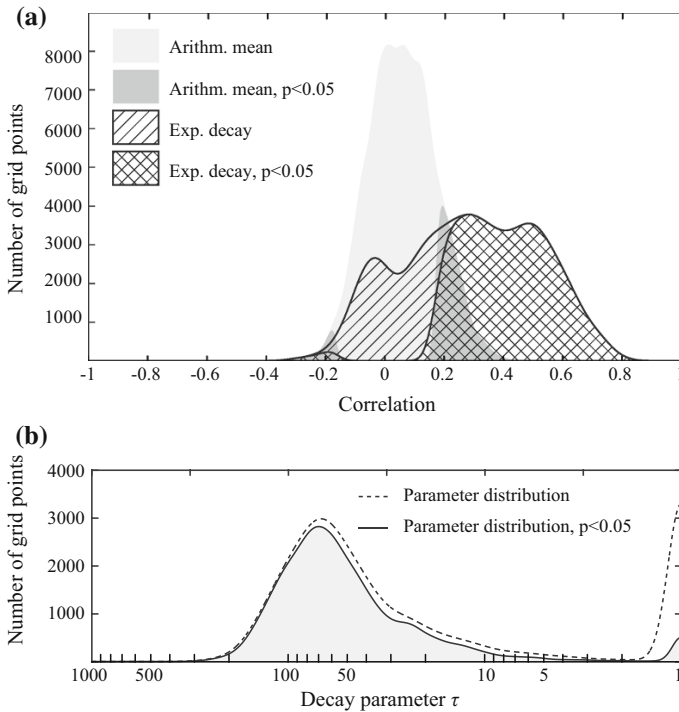 (a)
Number of grid points
8000
7000
6000
5000
4000
3000
2000
1000
Arithm. mean
Arithm. mean, p<0.05
Exp. decay
Exp. decay, p<0.05
-1 -0.8 -0.6 -0.4 -0.2 0 0.2 0.4 0.6 0.8 1
Correlation
(b)
Number of grid points
4000
3000
2000
1000
Parameter distribution
Parameter distribution, p<0.05
1000 500 100 50 10 5 1
Decay parameter τ